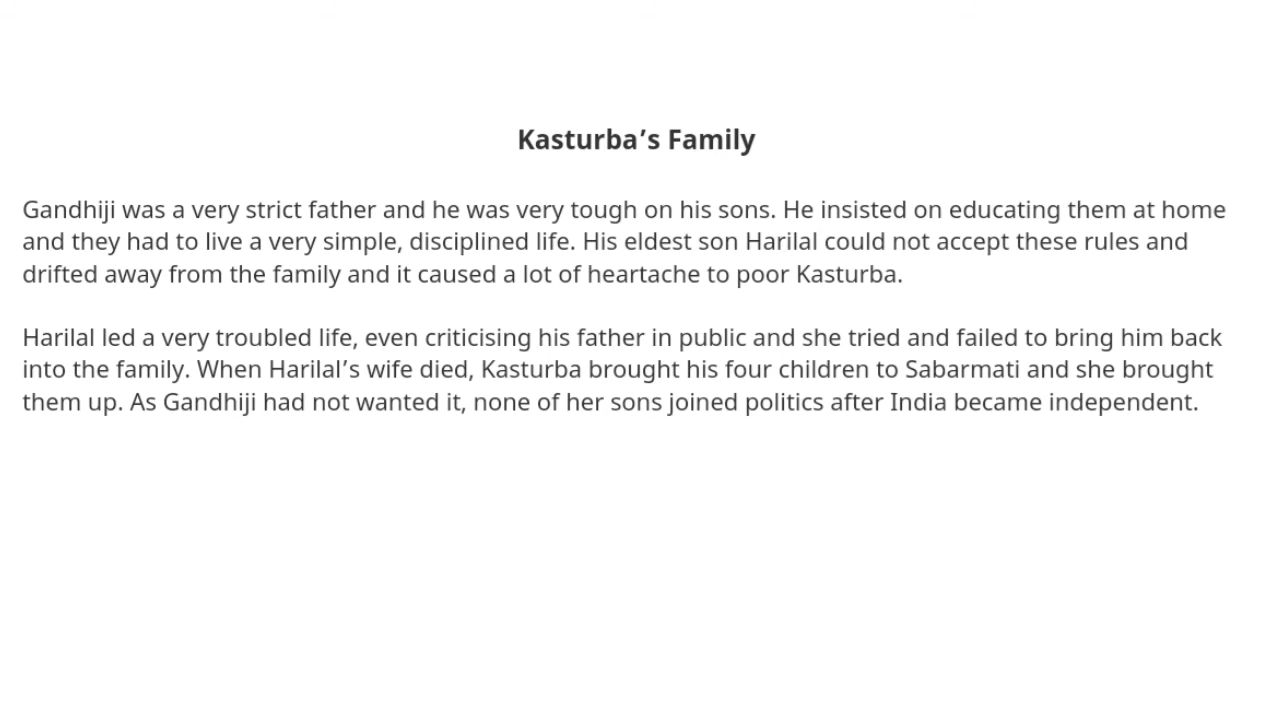 Kasturba’s Family
Gandhiji was a very strict father and he was very tough on his sons. He insisted on educating them at home
and they had to live a very simple, disciplined life. His eldest son Harilal could not accept these rules and
drifted away from the family and it caused a lot of heartache to poor Kasturba.
Harilal led a very troubled life, even criticising his father in public and she tried and failed to bring him back
into the family. When Harilal’s wife died, Kasturba brought his four children to Sabarmati and she brought
them up. As Gandhiji had not wanted it, none of her sons joined politics after India became independent.